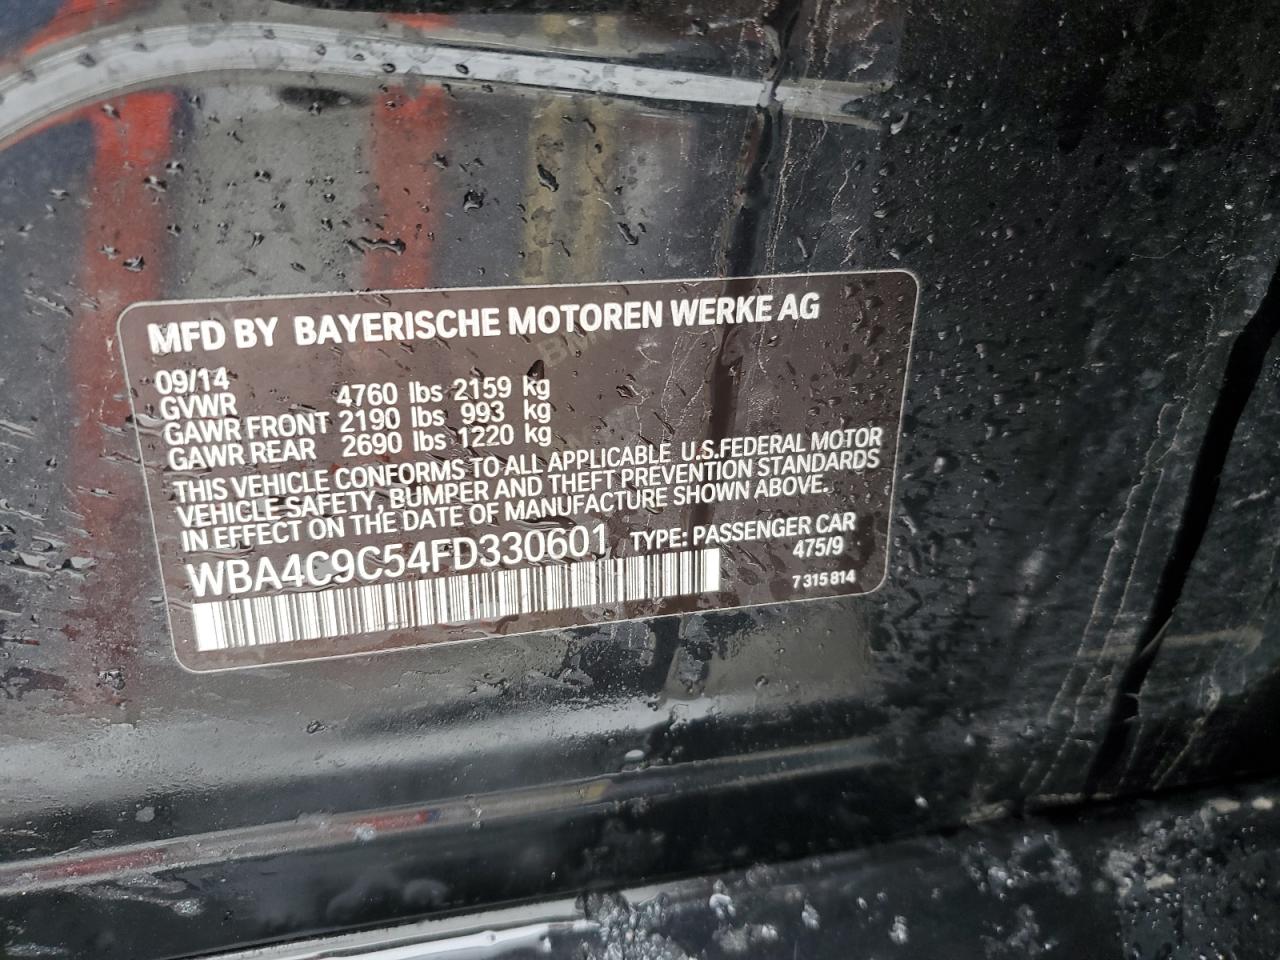 MFD BY BAYERISCHE MOTOREN WERKE AG
09/14
GVWR 4760 lbs 2159 kg
GAWR FRONT 2190 lbs 993 kg
GAWR REAR 2690 lbs 1220 kg
THIS VEHICLE CONFORMS TO ALL APPLICABLE U.S.FEDERAL MOTOR
VEHICLE SAFETY, BUMPER AND THEFT PREVENTION STANDARDS
IN EFFECT ON THE DATE OF MANUFACTURE SHOWN ABOVE.
WBA4C9C54FD330601 TYPE: PASSENGER CAR
475/9
7 315 814